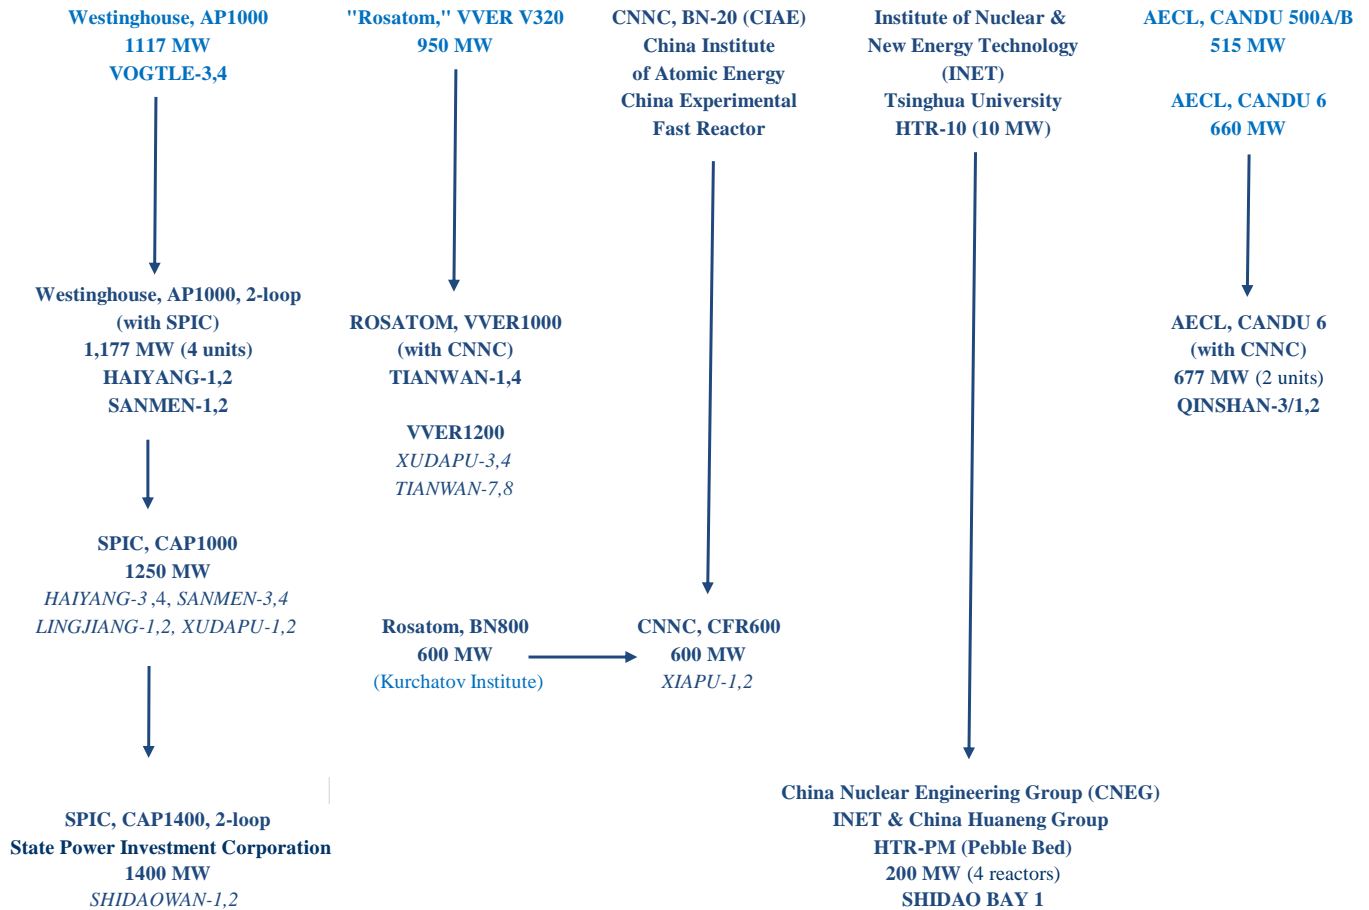 Westinghouse, AP1000
1117 MW
VOGTLE-3,4
Westinghouse, AP1000, 2-loop
(with SPIC)
1,177 MW (4 units)
HAIYANG-1,2
SANMEN-1,2
SPIC, CAP1000
1250 MW
HAIYANG-3 ,4, SANMEN-3,4
LINGJIANG-1,2, XUDAPU-1,2
SPIC, CAP1400, 2-loop
State Power Investment Corporation
1400 MW
SHIDAOWAN-1,2
"Rosatom," VVER V320
950 MW
ROSATOM, VVER1000
(with CNNC)
TIANWAN-1,4
VVER1200
XUDAPU-3,4
TIANWAN-7,8
Rosatom, BN800
600 MW
(Kurchatov Institute)
CNNC, BN-20 (CIAE)
China Institute
of Atomic Energy
China Experimental
Fast Reactor
CNNC, CFR600
600 MW
XIAPU-1,2
Institute of Nuclear &
New Energy Technology
(INET)
Tsinghua University
HTR-10 (10 MW)
China Nuclear Engineering Group (CNEG)
INET & China Huaneng Group
HTR-PM (Pebble Bed)
200 MW (4 reactors)
SHIDAO BAY 1
AECL, CANDU 500A/B
515 MW
AECL, CANDU 6
660 MW
AECL, CANDU 6
(with CNNC)
677 MW (2 units)
QINSHAN-3/1,2